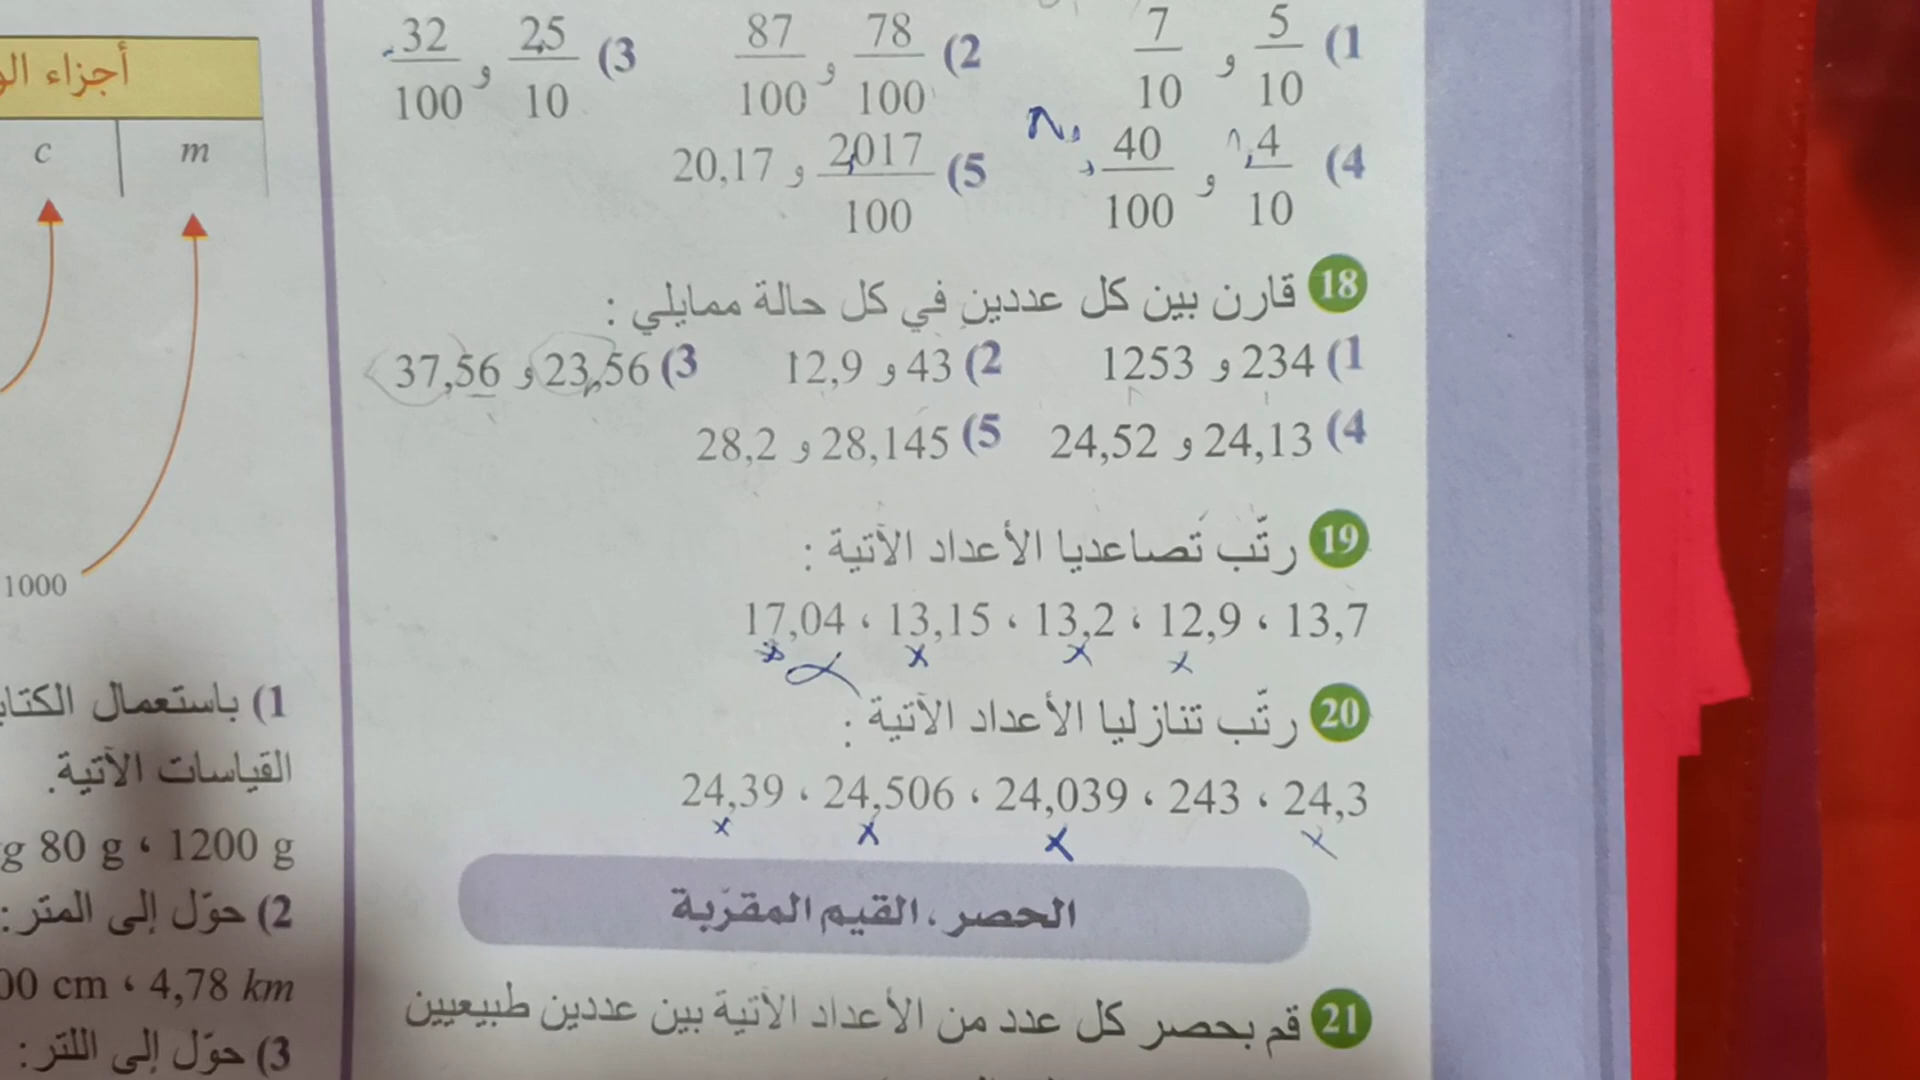 1) 5/10 و 7/10 2) 78/100 و 87/100 3) 25/10 و 32/100
4) 4/10 و 40/100 5) 2017/100 و 20,17
18 قارن بين كل عددين في كل حالة ممايلي :
1) 234 و 1253 2) 43 و 12,9 3) 23,56 و 37,56
4) 24,13 و 24,52 5) 28,145 و 28,2
19 رتّب تصاعديا الأعداد الآتية :
13,7 ، 12,9 ، 13,2 ، 13,15 ، 17,04
20 رتّب تنازليا الأعداد الآتية :
24,3 ، 243 ، 24,039 ، 24,506 ، 24,39
الحصر، القيم المقرّبة
21 قم بحصر كل عدد من الأعداد الآتية بين عددين طبيعيين
أجزاء
c m
1000
1) باستعمال
القياسات الآتية.
1200 g ، 80 g
2) حوّل إلى المتر:
4,78 km ، 00 cm
3) حوّل إلى اللتر: